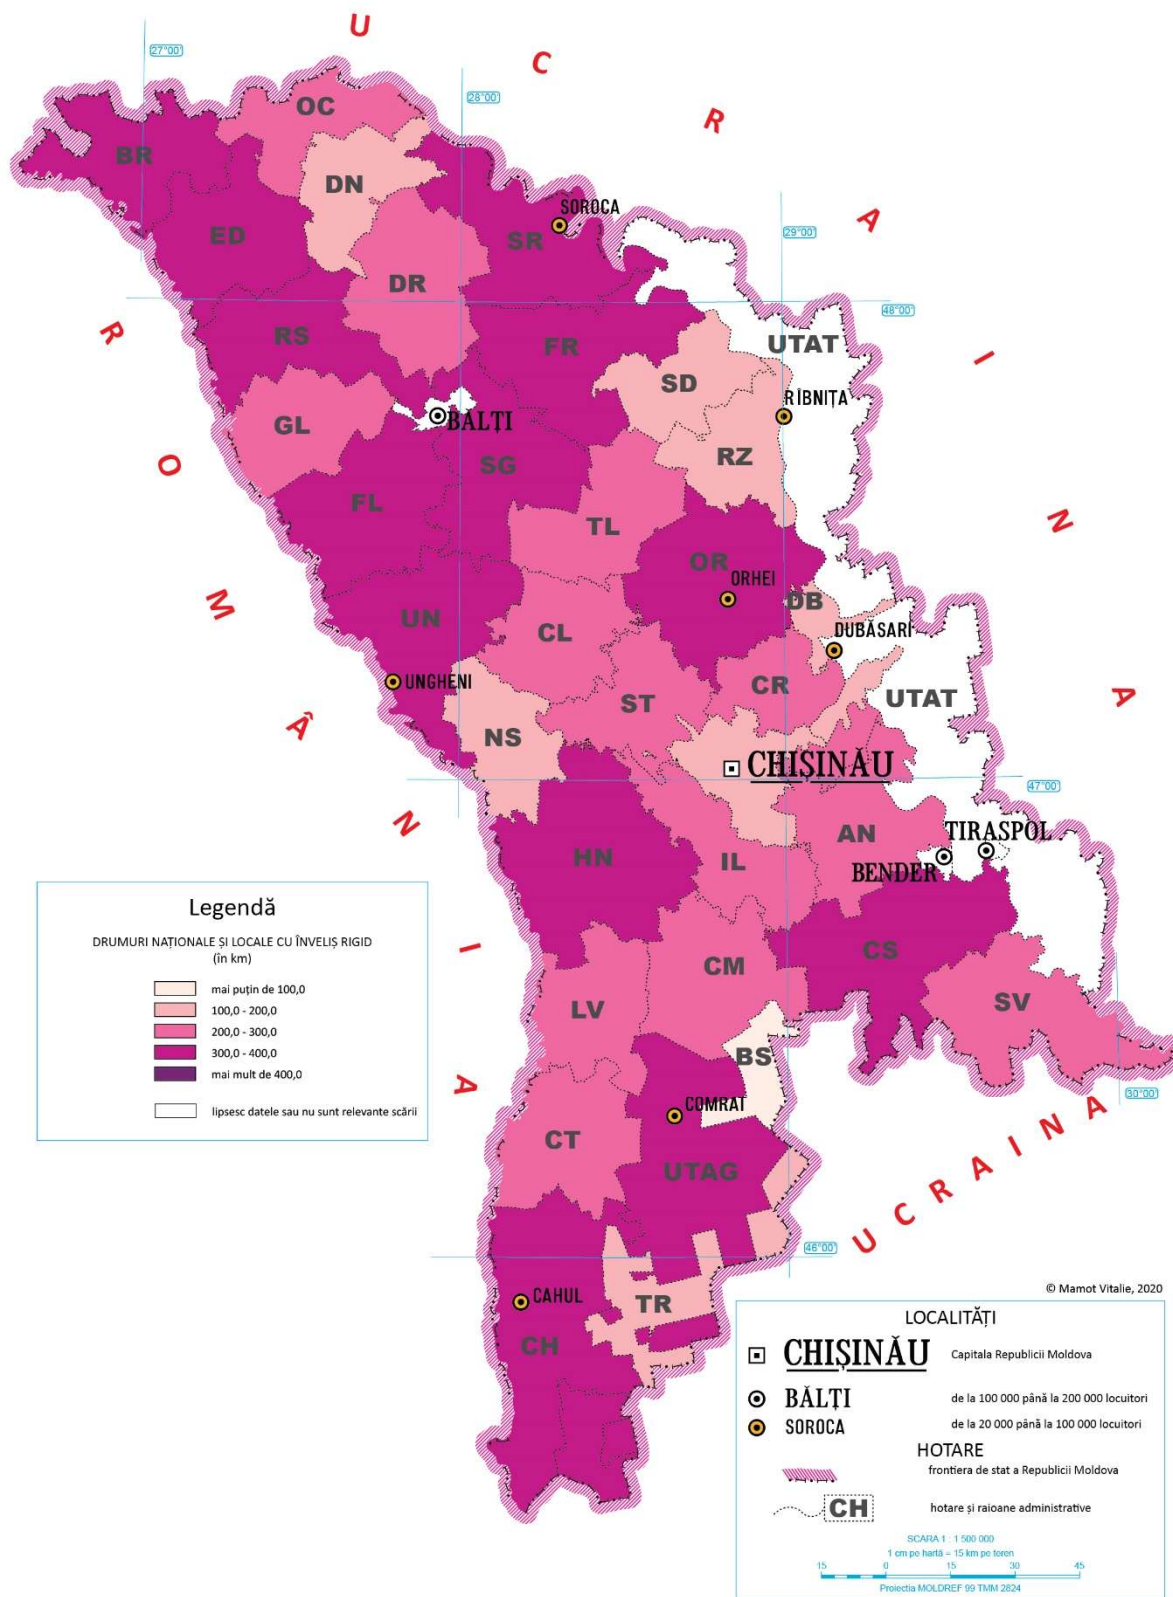 U C R A I N A
27°00'
28°00'
OC
BR
DN
SOROCA
ED
SR
29°00'
DR
48°00'
R O M Â N I A
RS
FR
UTAT
SD
RÎBNIȚA
GL
BĂLȚI
RZ
SG
FL
TL
OR
ORHEI
DB
UN
CL
DUBĂSARI
UNGHENI
CR
ST
UTAT
NS
CHIȘINĂU
47°00'
AN
TIRASPOL
HN
IL
BENDER
Legendă
DRUMURI NAȚIONALE ȘI LOCALE CU ÎNVELIȘ RIGID
(în km)
mai puțin de 100,0
100,0 - 200,0
200,0 - 300,0
300,0 - 400,0
mai mult de 400,0
lipsesc datele sau nu sunt relevante scării
CS
CM
LV
SV
BS
30°00'
COMRAT
CT
UTAG
U C R A I N A
46°00'
CAHUL
TR
CH
© Mamot Vitalie, 2020
LOCALITĂȚI
CHIȘINĂU Capitala Republicii Moldova
BĂLȚI de la 100 000 până la 200 000 locuitori
SOROCA de la 20 000 până la 100 000 locuitori
HOTARE
frontiera de stat a Republicii Moldova
CH hotare și raioane administrative
SCARA 1 : 1 500 000
1 cm pe hartă = 15 km pe teren
15 0 15 30 45
Proiectia MOLDREF 99 TMM 2824